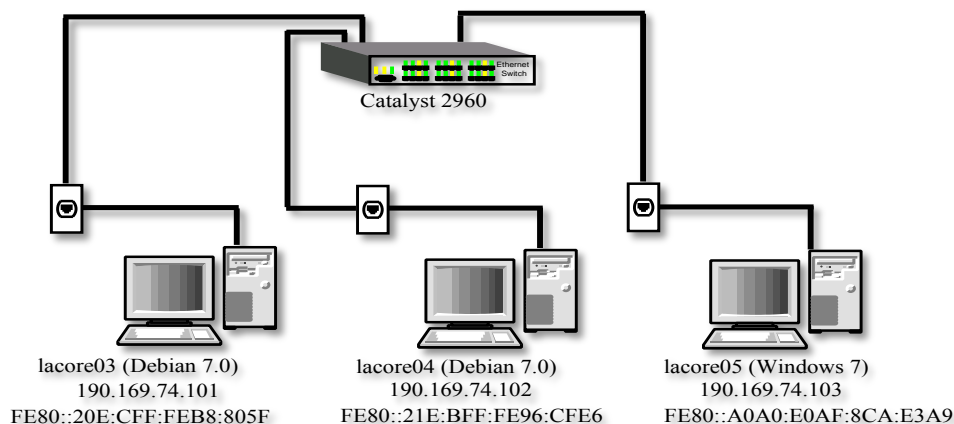 Ethernet
Switch
Catalyst 2960
lacore03 (Debian 7.0)
190.169.74.101
FE80::20E:CFF:FEB8:805F
lacore04 (Debian 7.0)
190.169.74.102
FE80::21E:BFF:FE96:CFE6
lacore05 (Windows 7)
190.169.74.103
FE80::A0A0:E0AF:8CA:E3A9